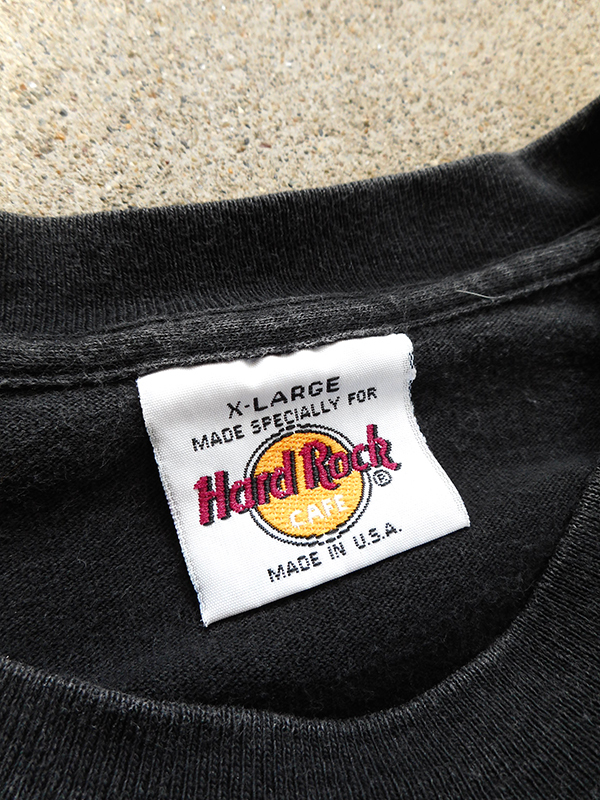 X-LARGE
MADE SPECIALLY FOR
Hard Rock
CAFE ®
MADE IN U.S.A.